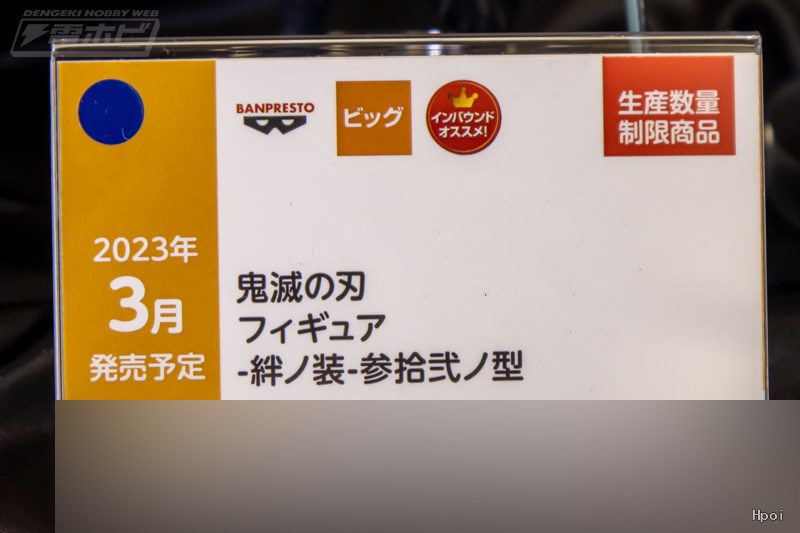 DENGEKI HOBBY WEB
電ホビ
BANPRESTO
ビッグ
インバウンド
オススメ!
生産数量
制限商品
2023年
3月
発売予定
鬼滅の刃
フィギュア
-絆ノ装-参拾弐ノ型
Hpoi